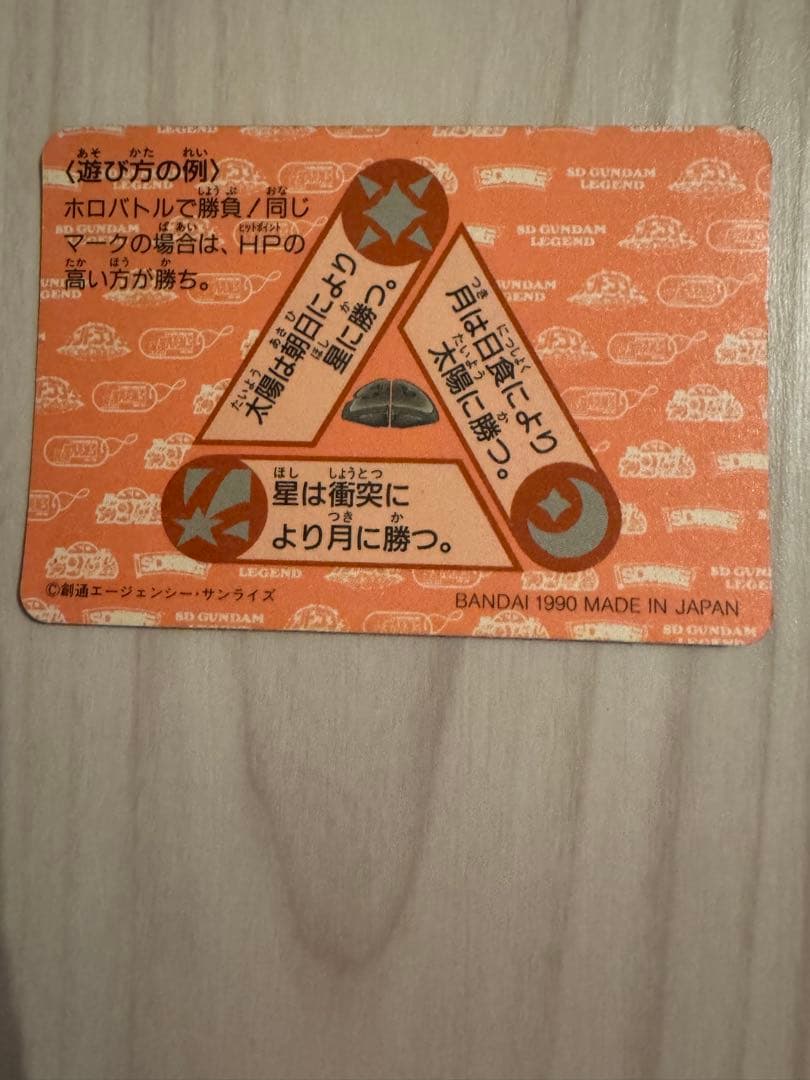 〈遊び方の例〉
ホロバトルで勝負！同じ
マークの場合は、HPの
高い方が勝ち。
太陽は朝日により
星に勝つ。
月は日食により
太陽に勝つ。
星は衝突に
より月に勝つ。
©創通エージェンシー・サンライズ
BANDAI 1990 MADE IN JAPAN
SD GUNDAM
LEGEND